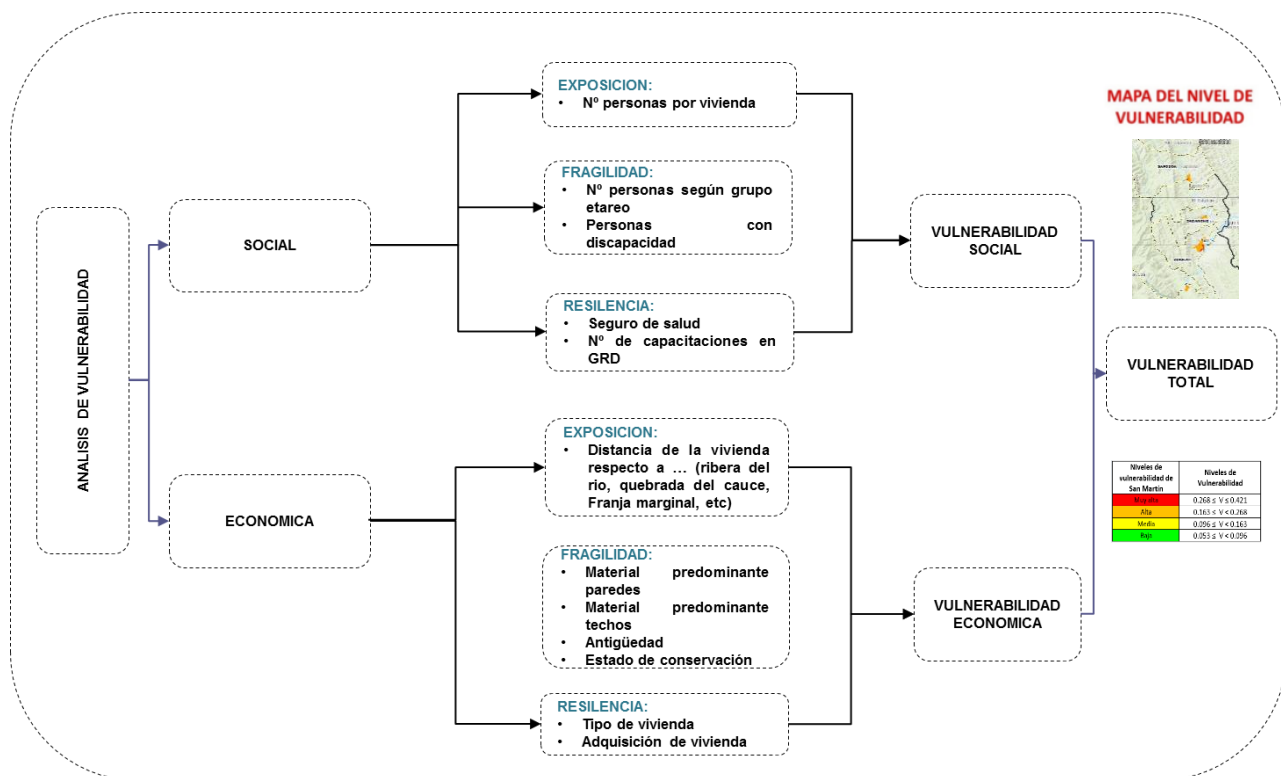 ANALISIS DE VULNERABILIDAD
SOCIAL
ECONOMICA
EXPOSICION:
• Nº personas por vivienda
FRAGILIDAD:
• Nº personas según grupo
etareo
• Personas con
discapacidad
RESILENCIA:
• Seguro de salud
• Nº de capacitaciones en
GRD
EXPOSICION:
• Distancia de la vivienda
respecto a ... (ribera del
rio, quebrada del cauce,
Franja marginal, etc)
FRAGILIDAD:
• Material predominante
paredes
• Material predominante
techos
• Antigüedad
• Estado de conservación
RESILENCIA:
• Tipo de vivienda
• Adquisición de vivienda
VULNERABILIDAD
SOCIAL
VULNERABILIDAD
ECONOMICA
MAPA DEL NIVEL DE
VULNERABILIDAD
VULNERABILIDAD
TOTAL
Niveles de
vulnerabilidad de
San Martín
Niveles de
Vulnerabilidad
Muy alta 0.268 ≤ V ≤ 0.421
Alta 0.163 ≤ V < 0.268
Media 0.096 ≤ V < 0.163
Baja 0.053 ≤ V < 0.096